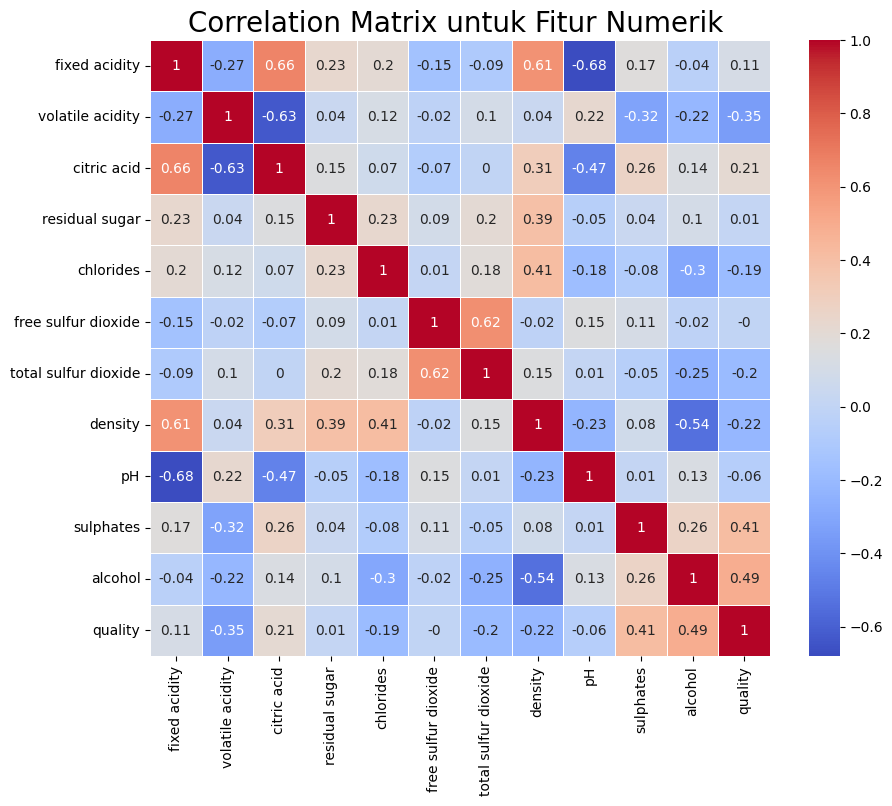 Correlation Matrix untuk Fitur Numerik
fixed acidity 1 -0.27 0.66 0.23 0.2 -0.15 -0.09 0.61 -0.68 0.17 -0.04 0.11
volatile acidity -0.27 1 -0.63 0.04 0.12 -0.02 0.1 0.04 0.22 -0.32 -0.22 -0.35
citric acid 0.66 -0.63 1 0.15 0.07 -0.07 0 0.31 -0.47 0.26 0.14 0.21
residual sugar 0.23 0.04 0.15 1 0.23 0.09 0.2 0.39 -0.05 0.04 0.1 0.01
chlorides 0.2 0.12 0.07 0.23 1 0.01 0.18 0.41 -0.18 -0.08 -0.3 -0.19
free sulfur dioxide -0.15 -0.02 -0.07 0.09 0.01 1 0.62 -0.02 0.15 0.11 -0.02 -0
total sulfur dioxide -0.09 0.1 0 0.2 0.18 0.62 1 0.15 0.01 -0.05 -0.25 -0.2
density 0.61 0.04 0.31 0.39 0.41 -0.02 0.15 1 -0.23 0.08 -0.54 -0.22
pH -0.68 0.22 -0.47 -0.05 -0.18 0.15 0.01 -0.23 1 0.01 0.13 -0.06
sulphates 0.17 -0.32 0.26 0.04 -0.08 0.11 -0.05 0.08 0.01 1 0.26 0.41
alcohol -0.04 -0.22 0.14 0.1 -0.3 -0.02 -0.25 -0.54 0.13 0.26 1 0.49
quality 0.11 -0.35 0.21 0.01 -0.19 -0 -0.2 -0.22 -0.06 0.41 0.49 1
fixed acidity
volatile acidity
citric acid
residual sugar
chlorides
free sulfur dioxide
total sulfur dioxide
density
pH
sulphates
alcohol
quality
1.0
0.8
0.6
0.4
0.2
0.0
−0.2
−0.4
−0.6